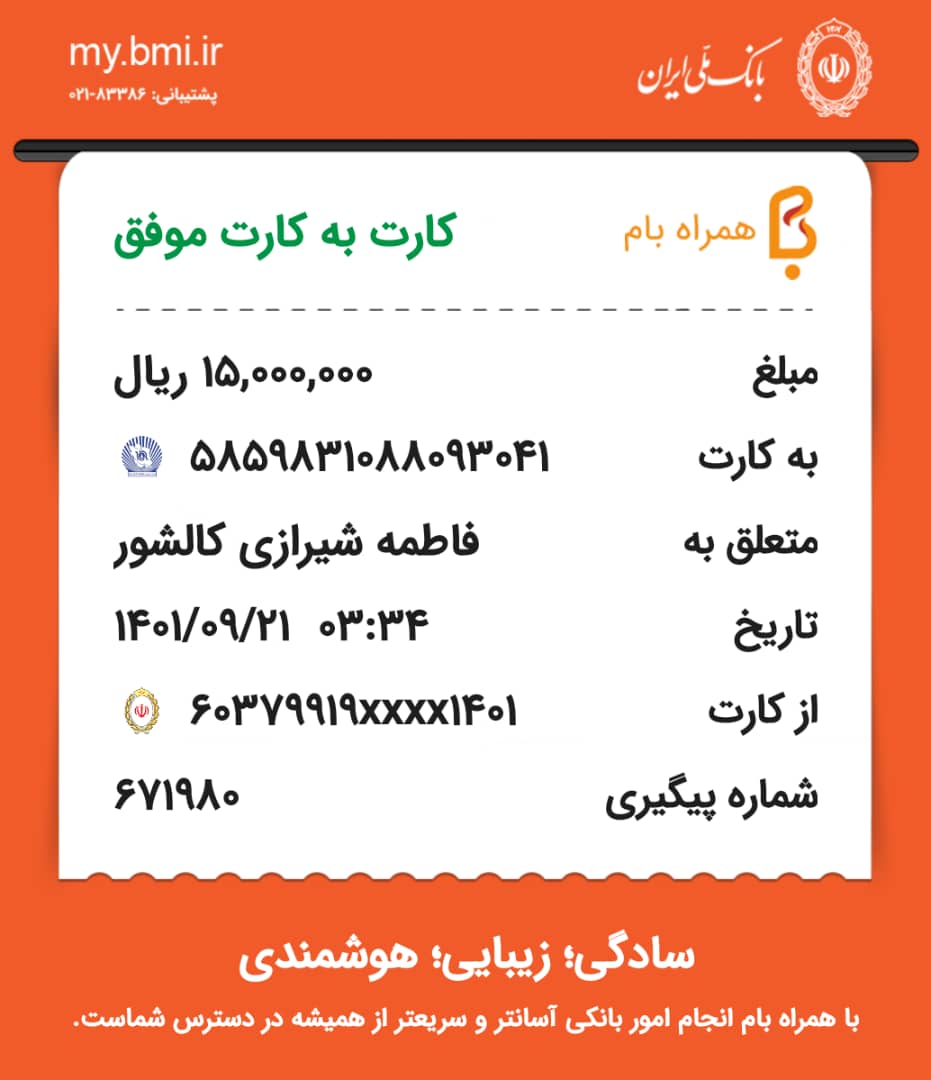 بانک ملّی ایران
my.bmi.ir
پشتیبانی: ۸۳۳۸۶-۰۲۱
همراه بام
کارت به کارت موفق
مبلغ ۱۵,۰۰۰,۰۰۰ ریال
به کارت ۵۸۵۹۸۳۱۰۸۸۰۹۳۰۴۱
متعلق به فاطمه شیرازی کالشور
تاریخ ۱۴۰۱/۰۹/۲۱ ۰۳:۳۴
از کارت ۶۰۳۷۹۹۱۹xxxx۱۴۰۱
شماره پیگیری ۶۷۱۹۸۰
سادگی؛ زیبایی؛ هوشمندی
با همراه بام انجام امور بانکی آسانتر و سریعتر از همیشه در دسترس شماست.